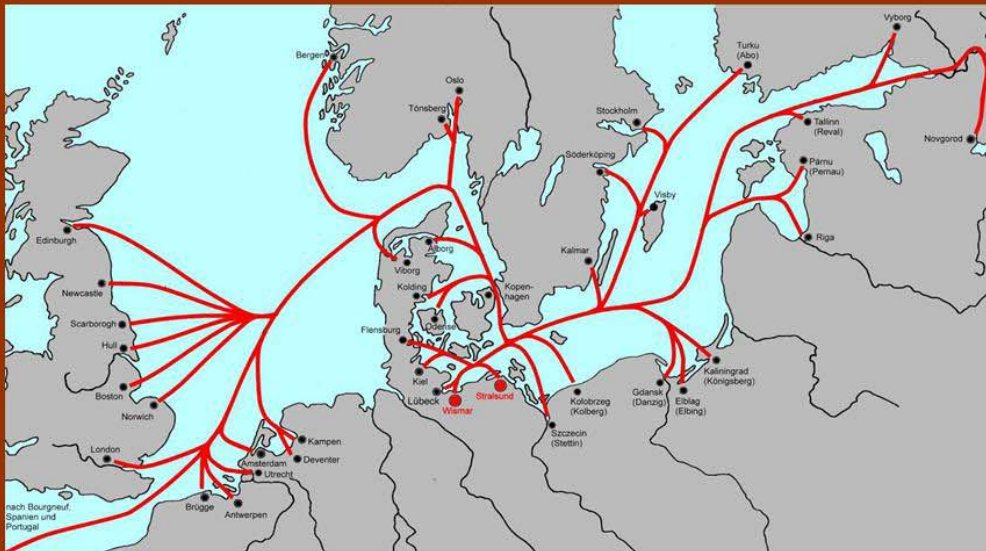 Bergen
Oslo
Tönsberg
Stockholm
Söderköping
Turku
(Abo)
Vyborg
Tallinn
(Reval)
Novgorod
Pärnu
(Pernau)
Riga
Visby
Kalmar
Edinburgh
Newcastle
Scarborogh
Hull
Boston
Norwich
London
Alborg
Viborg
Kolding
Kopen-
hagen
Odense
Flensburg
Kiel
Lübeck
Wismar
Stralsund
Kolobrzeg
(Kolberg)
Szczecin
(Stettin)
Gdansk
(Danzig)
Elblag
(Elbing)
Kaliningrad
(Königsberg)
Kampen
Deventer
Amsterdam
Utrecht
Brügge
Antwerpen
nach Bourgneuf,
Spanien und
Portugal